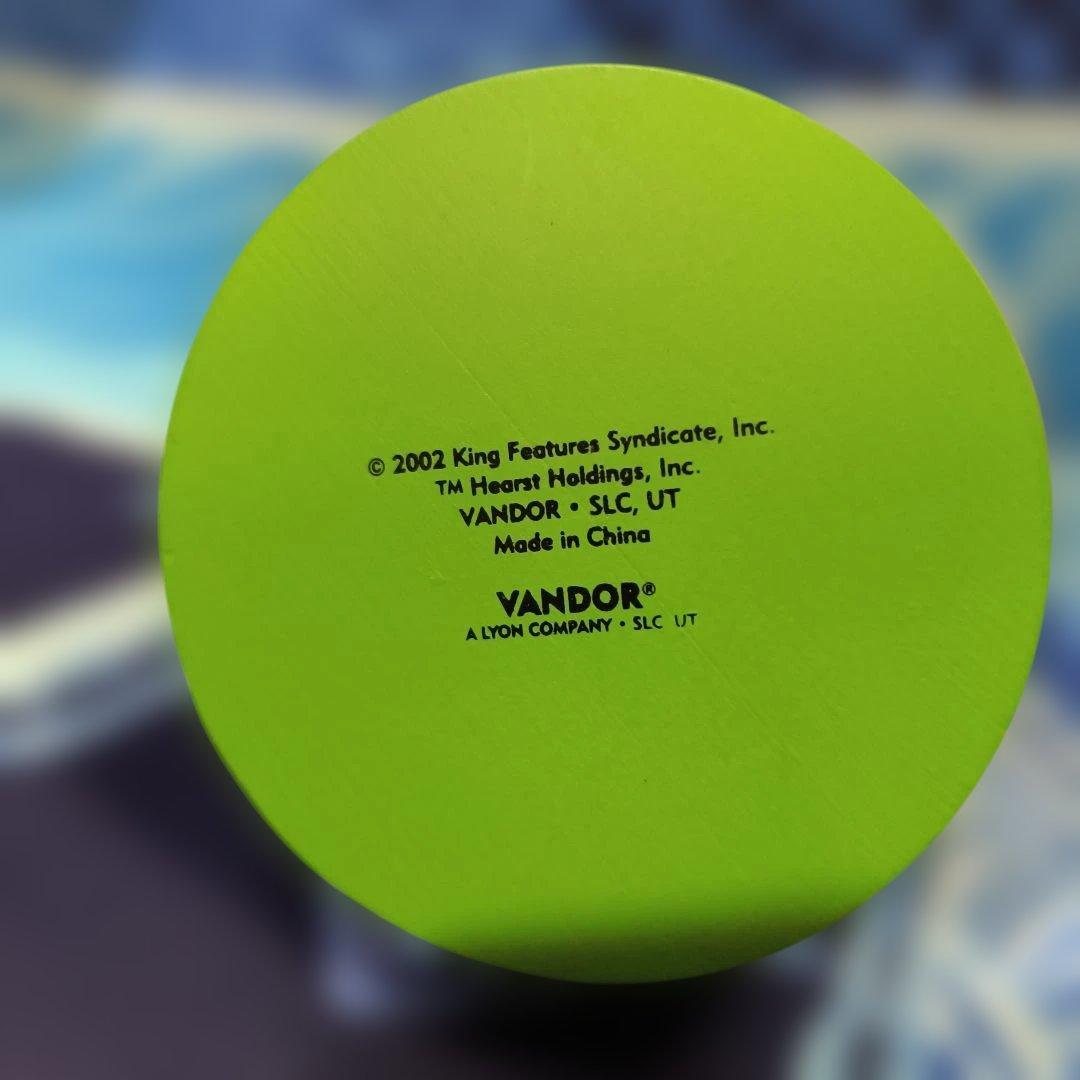 © 2002 King Features Syndicate, Inc.
TM Hearst Holdings, Inc.
VANDOR • SLC, UT
Made in China
VANDOR®
A LYON COMPANY • SLC UT